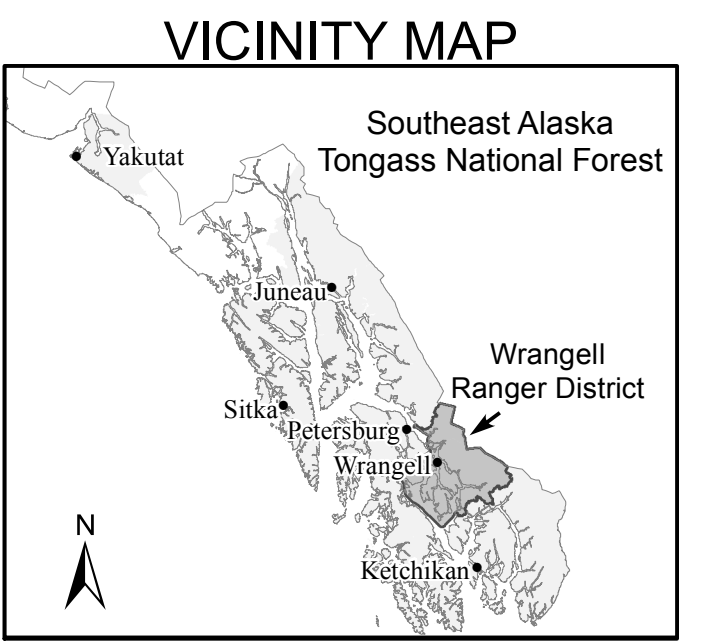 VICINITY MAP
Southeast Alaska
Tongass National Forest
Yakutat
Juneau
Wrangell
Ranger District
Sitka
Petersburg
Wrangell
N
Ketchikan